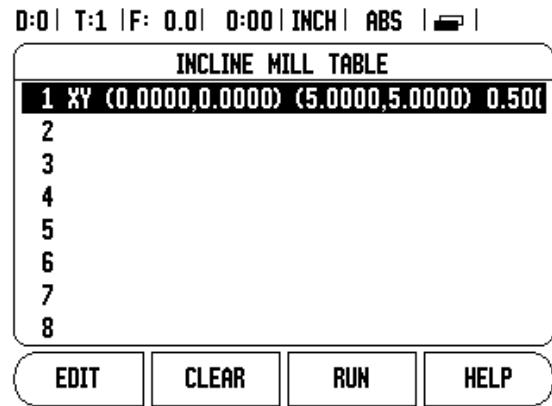 D:0 | T:1 | F: 0.0 | 0:00 | INCH | ABS | |
INCLINE MILL TABLE
1 XY (0.0000,0.0000) (5.0000,5.0000) 0.500
2
3
4
5
6
7
8
EDIT CLEAR RUN HELP